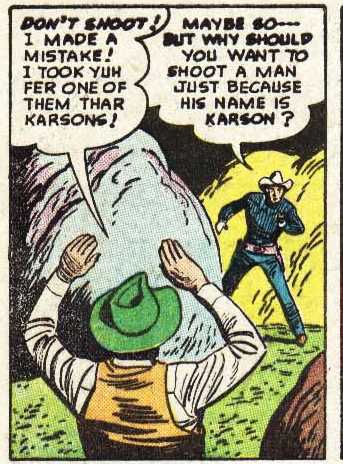 DON'T SHOOT!
I MADE A
MISTAKE!
I TOOK YUH
FER ONE OF
THEM THAR
KARSONS!
MAYBE SO---
BUT WHY SHOULD
YOU WANT TO
SHOOT A MAN
JUST BECAUSE
HIS NAME IS
KARSON?